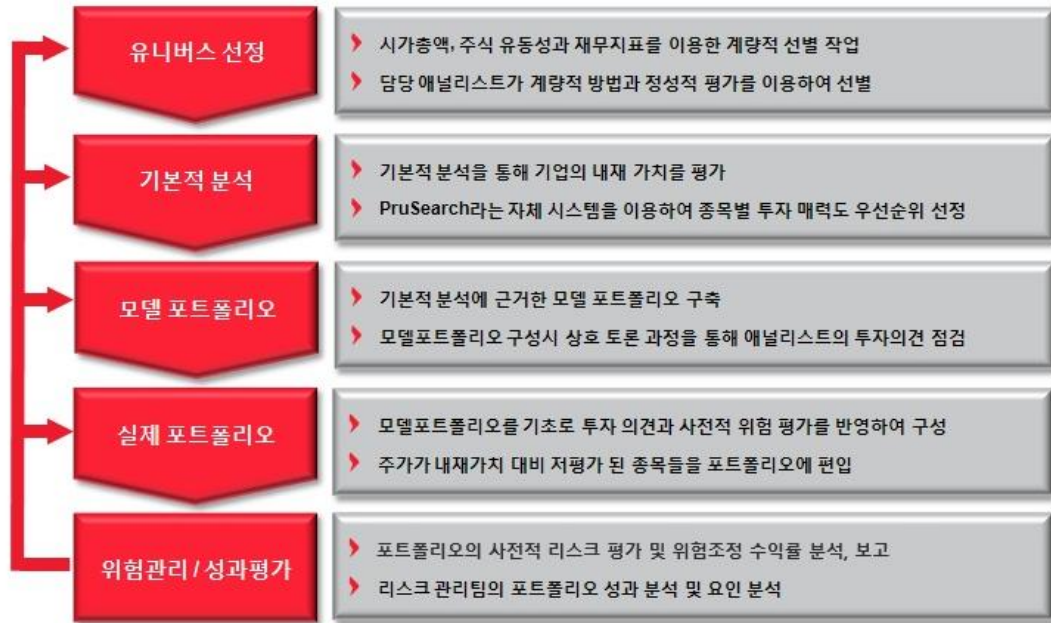 유니버스 선정
시가총액, 주식 유동성과 재무지표를 이용한 계량적 선별 작업
담당 애널리스트가 계량적 방법과 정성적 평가를 이용하여 선별
기본적 분석
기본적 분석을 통해 기업의 내재 가치를 평가
PruSearch라는 자체 시스템을 이용하여 종목별 투자 매력도 우선순위 선정
모델 포트폴리오
기본적 분석에 근거한 모델 포트폴리오 구축
모델포트폴리오 구성시 상호 토론 과정을 통해 애널리스트의 투자의견 점검
실제 포트폴리오
모델포트폴리오를 기초로 투자 의견과 사전적 위험 평가를 반영하여 구성
주가가 내재가치 대비 저평가 된 종목들을 포트폴리오에 편입
위험관리 / 성과평가
포트폴리오의 사전적 리스크 평가 및 위험조정 수익률 분석, 보고
리스크 관리팀의 포트폴리오 성과 분석 및 요인 분석